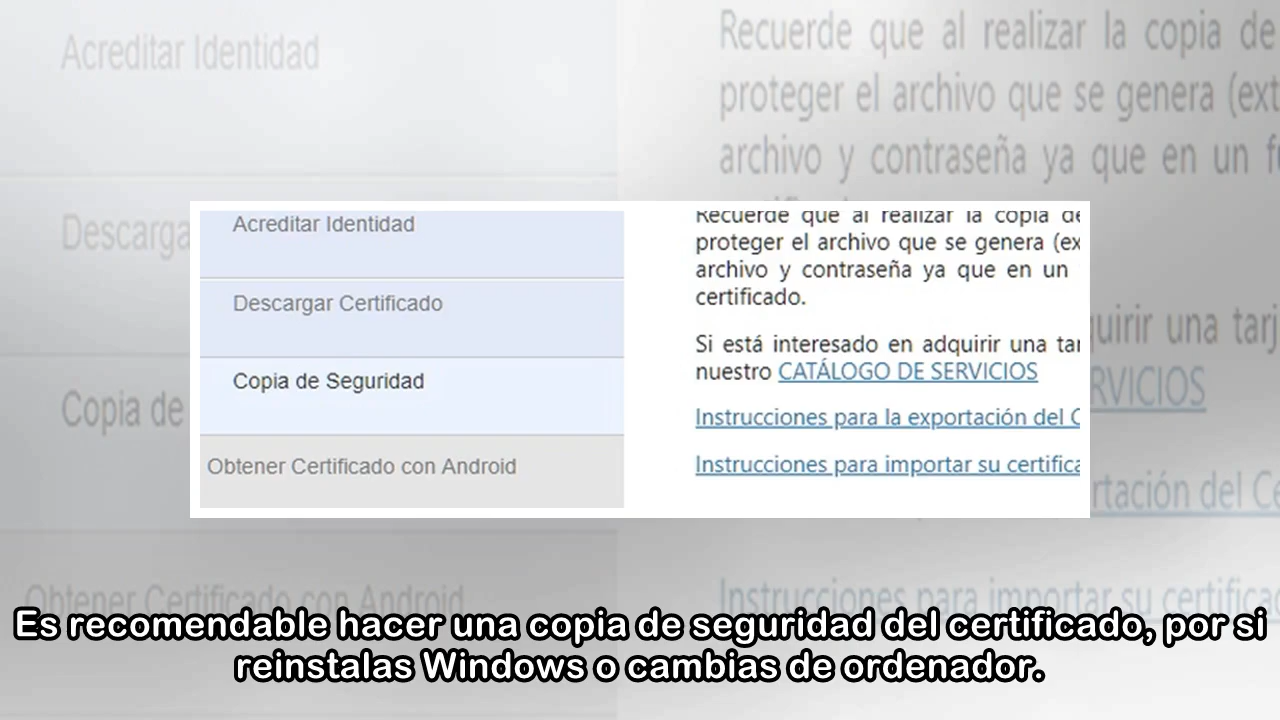 Acreditar Identidad
Recuerde que al realizar la copia de
proteger el archivo que se genera
archivo y contraseña ya que en un
Descarga
Copia de
quirir una
RVICIOS
rtación del
Obtener Certificado con Android
Instrucciones para importar su certificac
Acreditar Identidad
Descargar Certificado
Copia de Seguridad
Obtener Certificado con Android
Recuerde que al realizar la copia de
proteger el archivo que se genera (ex
archivo y contraseña ya que en un
certificado.
Si está interesado en adquirir una tar
nuestro CATÁLOGO DE SERVICIOS
Instrucciones para la exportación del C
Instrucciones para importar su certifica
Es recomendable hacer una copia de seguridad del certificado, por si
reinstalas Windows o cambias de ordenador.